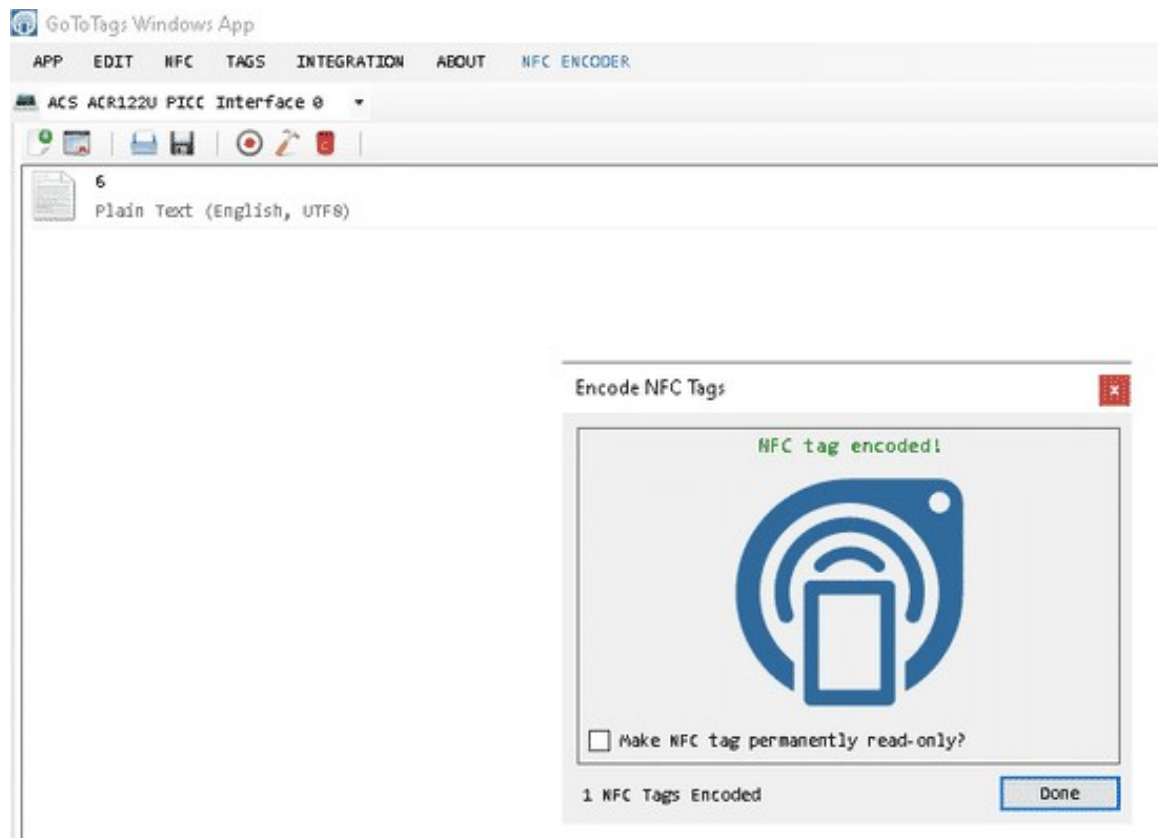 GoToTags Windows App
APP EDIT NFC TAGS INTEGRATION ABOUT NFC ENCODER
ACS ACR122U PICC Interface 0
6
Plain Text (English, UTF8)
Encode NFC Tags
NFC tag encoded!
Make NFC tag permanently read-only?
1 NFC Tags Encoded
Done